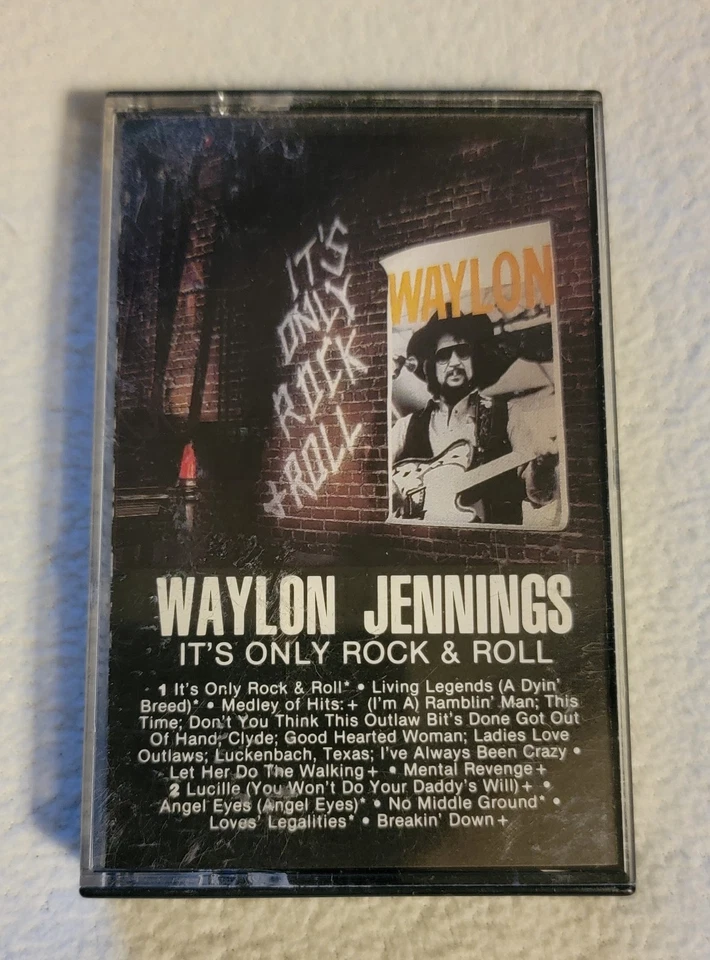 IT'S
ONLY
ROCK
+ROLL
WAYLON
WAYLON JENNINGS
IT'S ONLY ROCK & ROLL
1 It's Only Rock & Roll* • Living Legends (A Dyin'
Breed)* • Medley of Hits:+ (I'm A) Ramblin' Man; This
Time; Don't You Think This Outlaw Bit's Done Got Out
Of Hand; Clyde; Good Hearted Woman; Ladies Love
Outlaws; Luckenbach, Texas; I've Always Been Crazy •
Let Her Do The Walking+ • Mental Revenge+
2 Lucille (You Won't Do Your Daddy's Will)+ •
Angel Eyes (Angel Eyes)* • No Middle Ground* •
Loves' Legalities* • Breakin' Down+